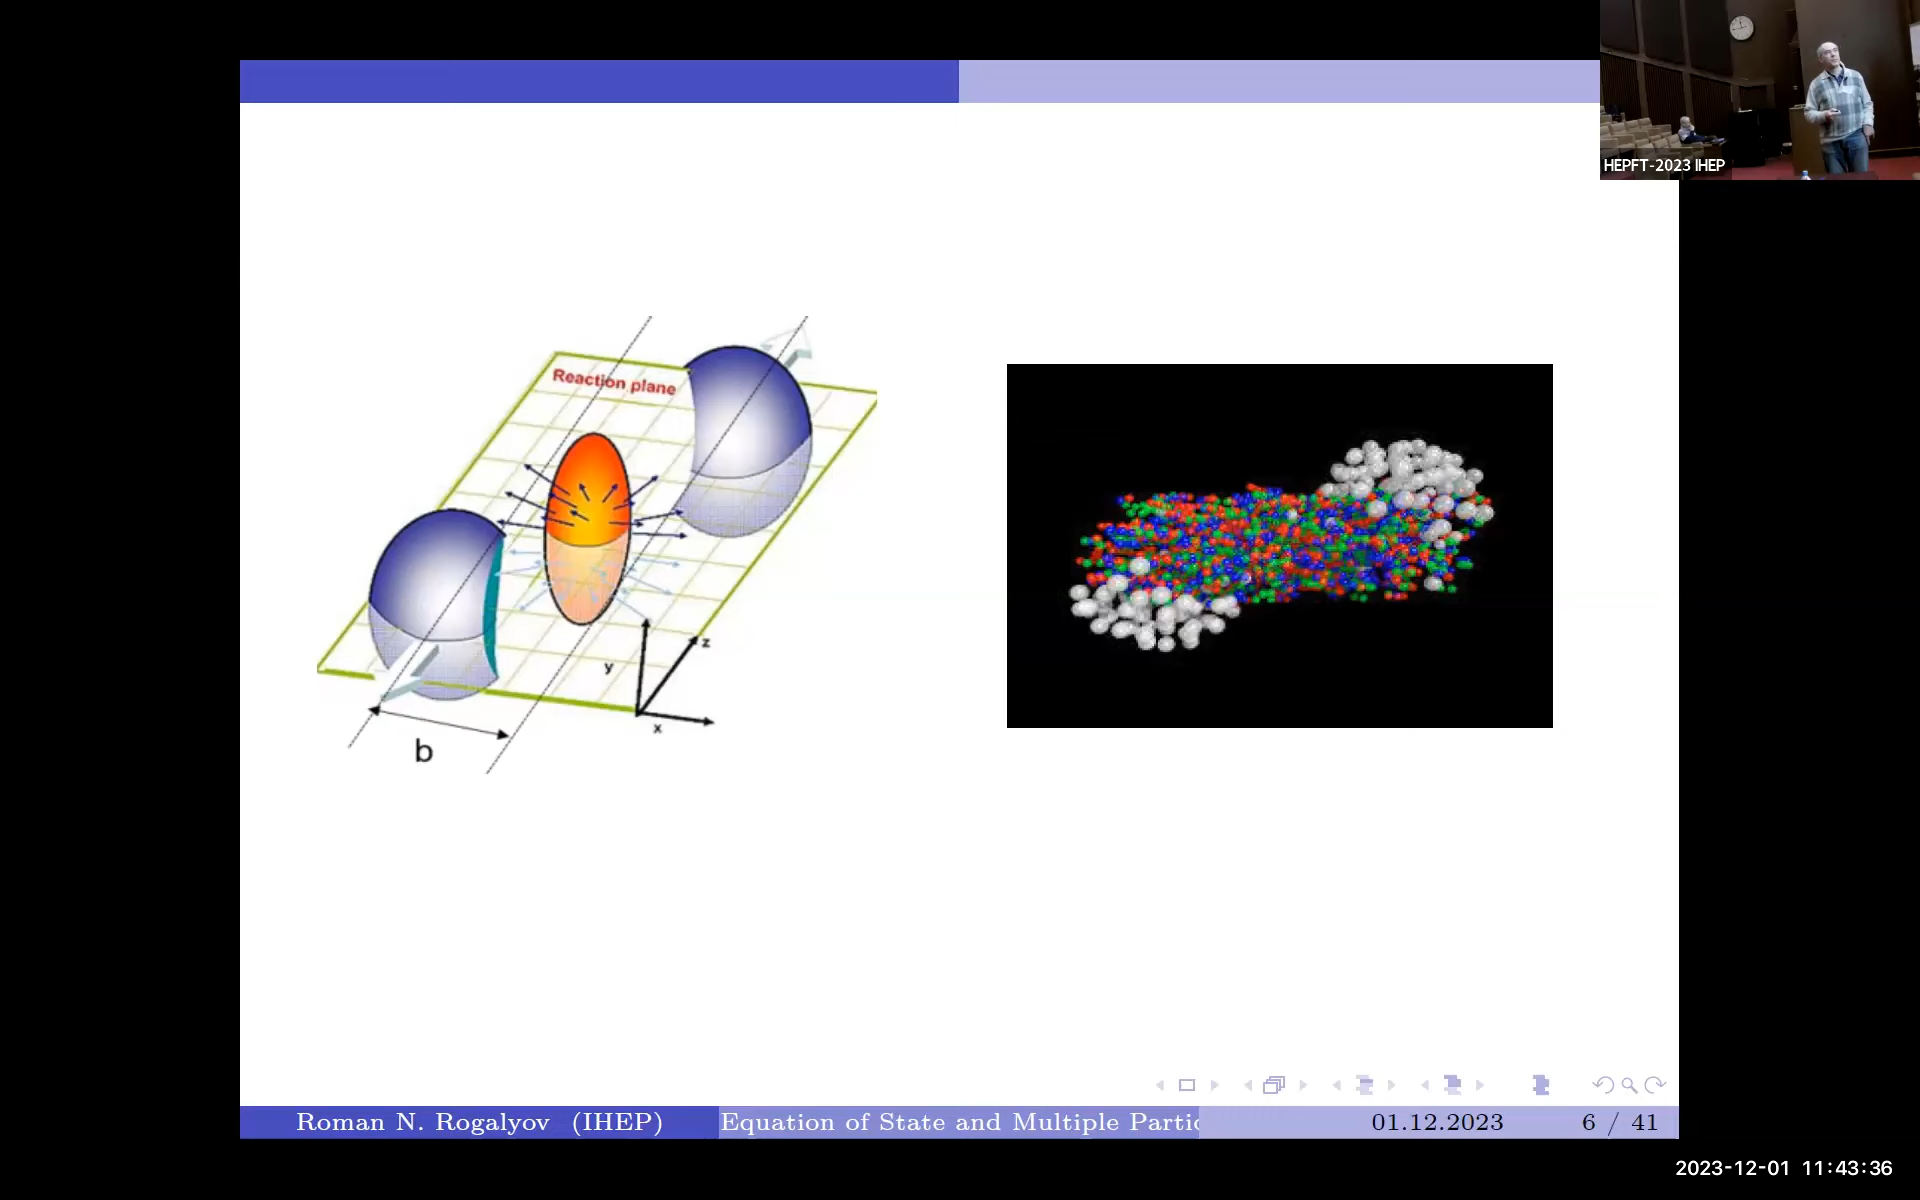 HEPFT-2023 IHEP
Reaction plane
y
z
x
b
Roman N. Rogalyov (IHEP)
Equation of State and Multiple Partic
01.12.2023
6 / 41
2023-12-01 11:43:36